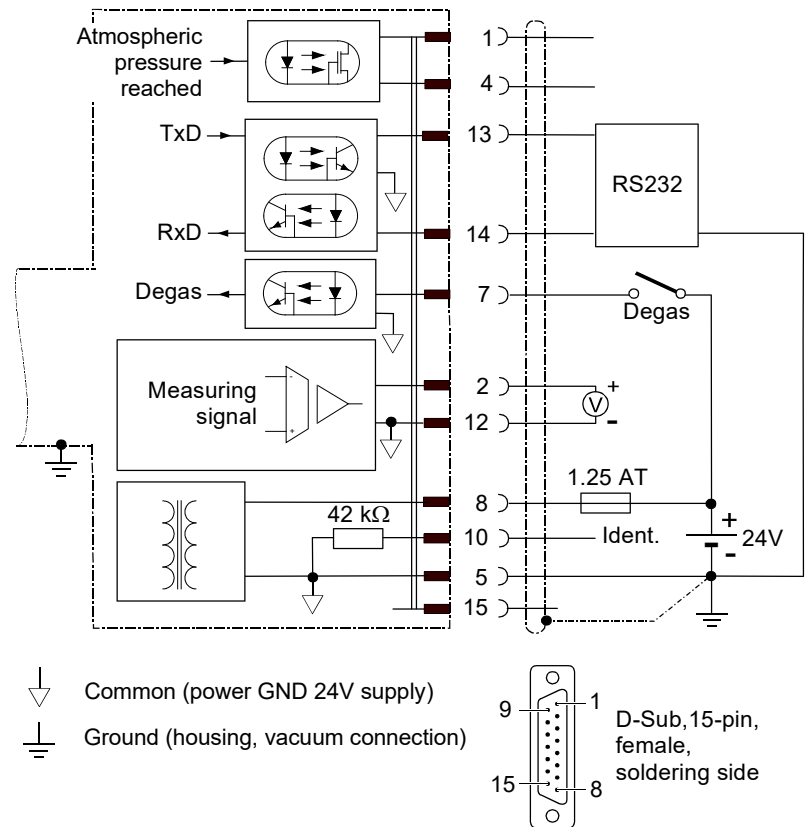 Atmospheric
pressure
reached
1
4
TxD
13
RS232
RxD
14
Degas
7
Degas
Measuring
signal
2
+
V
12
-
-
+
1.25 AT
8
42 kΩ
10
Ident.
+
24V
-
5
15
Common (power GND 24V supply)
Ground (housing, vacuum connection)
9
1
D-Sub,15-pin,
female,
soldering side
15
8